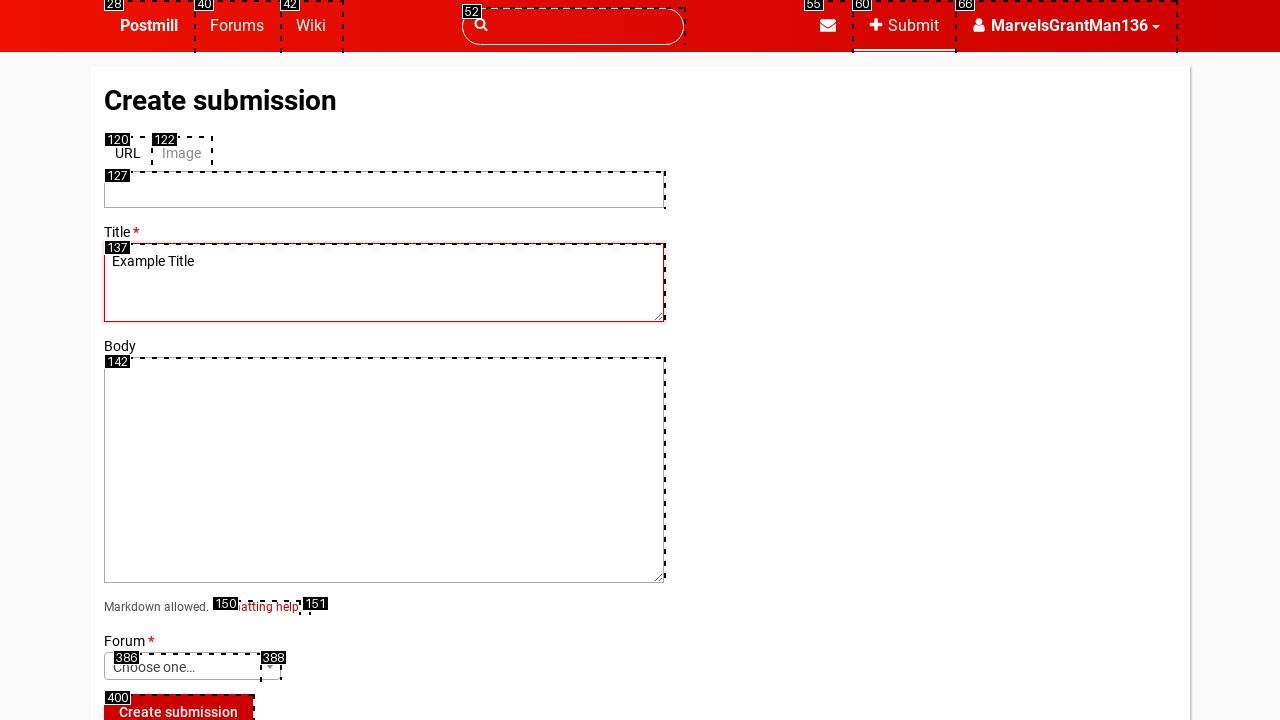 28 40 42 52 55 60 66
Postmill Forums Wiki Submit MarvelsGrantMan136
Create submission
120 122
URL Image
127
Title *
137
Example Title
Body
142
Markdown allowed. 150 atting help 151
Forum *
386 388
Choose one...
400
Create submission